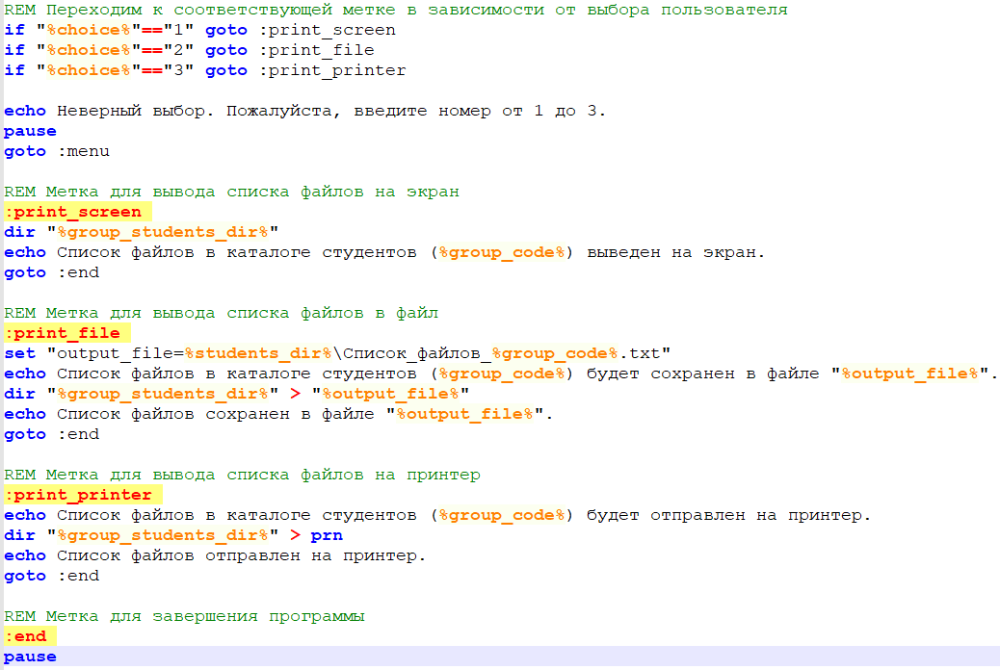 REM Переходим к соответствующей метке в зависимости от выбора пользователя
if "%choice%"=="1" goto :print_screen
if "%choice%"=="2" goto :print_file
if "%choice%"=="3" goto :print_printer
echo Неверный выбор. Пожалуйста, введите номер от 1 до 3.
pause
goto :menu
REM Метка для вывода списка файлов на экран
:print_screen
dir "%group_students_dir%"
echo Список файлов в каталоге студентов (%group_code%) выведен на экран.
goto :end
REM Метка для вывода списка файлов в файл
:print_file
set "output_file=%students_dir%\Список_файлов_%group_code%.txt"
echo Список файлов в каталоге студентов (%group_code%) будет сохранен в файле "%output_file%".
dir "%group_students_dir%" > "%output_file%"
echo Список файлов сохранен в файле "%output_file%".
goto :end
REM Метка для вывода списка файлов на принтер
:print_printer
echo Список файлов в каталоге студентов (%group_code%) будет отправлен на принтер.
dir "%group_students_dir%" > prn
echo Список файлов отправлен на принтер.
goto :end
REM Метка для завершения программы
:end
pause